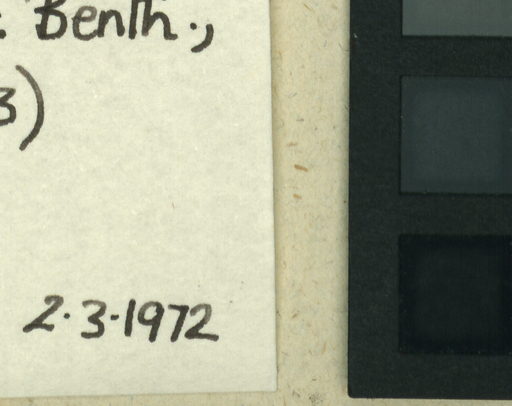 : Benth.,
3)
2.3.1972